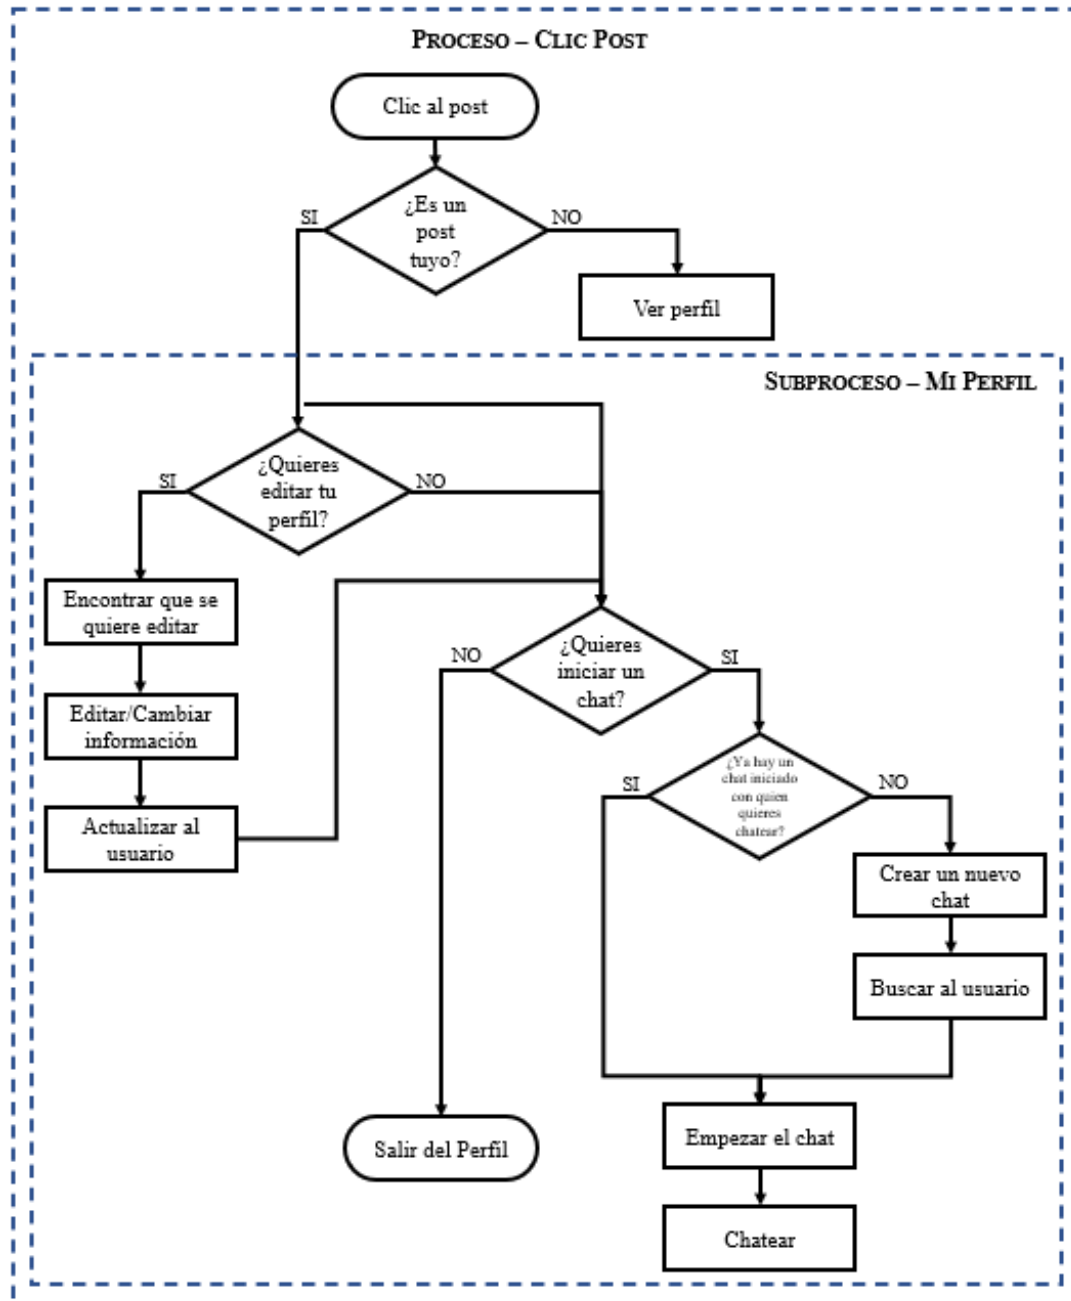 PROCESO – CLIC POST
Clic al post
¿Es un
post
tuyo?
SI
NO
Ver perfil
SUBPROCESO – MI PERFIL
¿Quieres
editar tu
perfil?
SI
NO
Encontrar que se
quiere editar
Editar/Cambiar
información
Actualizar al
usuario
¿Quieres
iniciar un
chat?
NO
SI
¿Ya hay un
chat iniciado
con quien
quieres
chatear?
SI
NO
Crear un nuevo
chat
Buscar al usuario
Empezar el chat
Salir del Perfil
Chatear